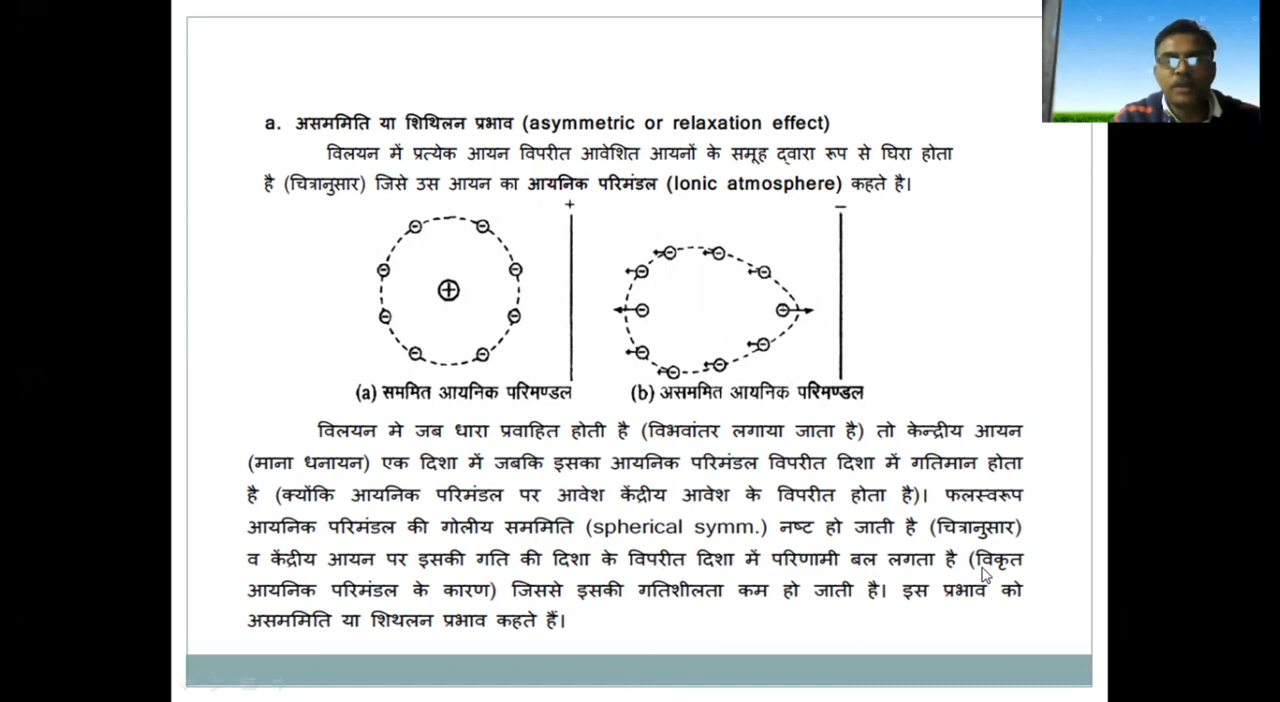 a. असममिति या शिथिलन प्रभाव (asymmetric or relaxation effect)
विलयन में प्रत्येक आयन विपरीत आवेशित आयनों के समूह द्वारा रूप से घिरा होता
है (चित्रानुसार) जिसे उस आयन का आयनिक परिमंडल (Ionic atmosphere) कहते है।
+
−
(a) सममित आयनिक परिमण्डल
(b) असममित आयनिक परिमण्डल
विलयन मे जब धारा प्रवाहित होती है (विभवांतर लगाया जाता है) तो केन्द्रीय आयन
(माना धनायन) एक दिशा में जबकि इसका आयनिक परिमंडल विपरीत दिशा में गतिमान होता
है (क्योंकि आयनिक परिमंडल पर आवेश केंद्रीय आवेश के विपरीत होता है)। फलस्वरूप
आयनिक परिमंडल की गोलीय सममिति (spherical symm.) नष्ट हो जाती है (चित्रानुसार)
व केंद्रीय आयन पर इसकी गति की दिशा के विपरीत दिशा में परिणामी बल लगता है (विकृत
आयनिक परिमंडल के कारण) जिससे इसकी गतिशीलता कम हो जाती है। इस प्रभाव को
असममिति या शिथलन प्रभाव कहते हैं।